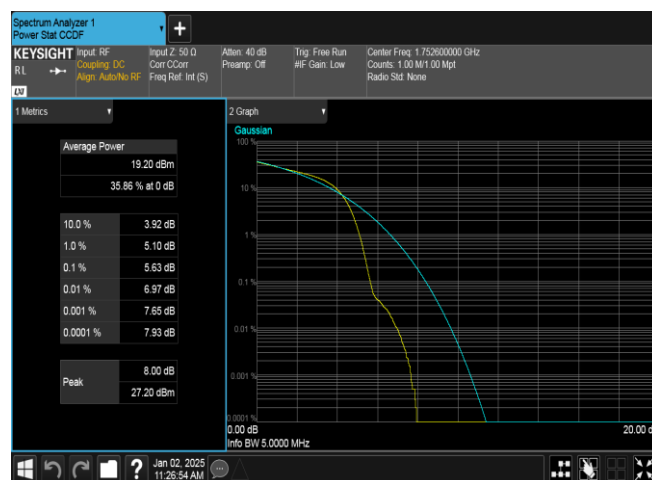 Spectrum Analyzer 1
Power Stat CCDF
+
KEYSIGHT
R L
LXI
Input: RF
Coupling: DC
Align: Auto/No RF
Input Z: 50 Ω
Corr CCorr
Freq Ref: Int (S)
Atten: 40 dB
Preamp: Off
Trig: Free Run
#IF Gain: Low
Center Freq: 1.752600000 GHz
Counts: 1.00 M/1.00 Mpt
Radio Std: None
1 Metrics
Average Power
19.20 dBm
35.86 % at 0 dB
10.0 % 3.92 dB
1.0 % 5.10 dB
0.1 % 5.63 dB
0.01 % 6.97 dB
0.001 % 7.65 dB
0.0001 % 7.93 dB
Peak
8.00 dB
27.20 dBm
2 Graph
Gaussian
100 %
10 %
1 %
0.1 %
0.01 %
0.001 %
0.0001 %
0.00 dB
20.00 d
Info BW 5.0000 MHz
?
Jan 02, 2025
11:26:54 AM